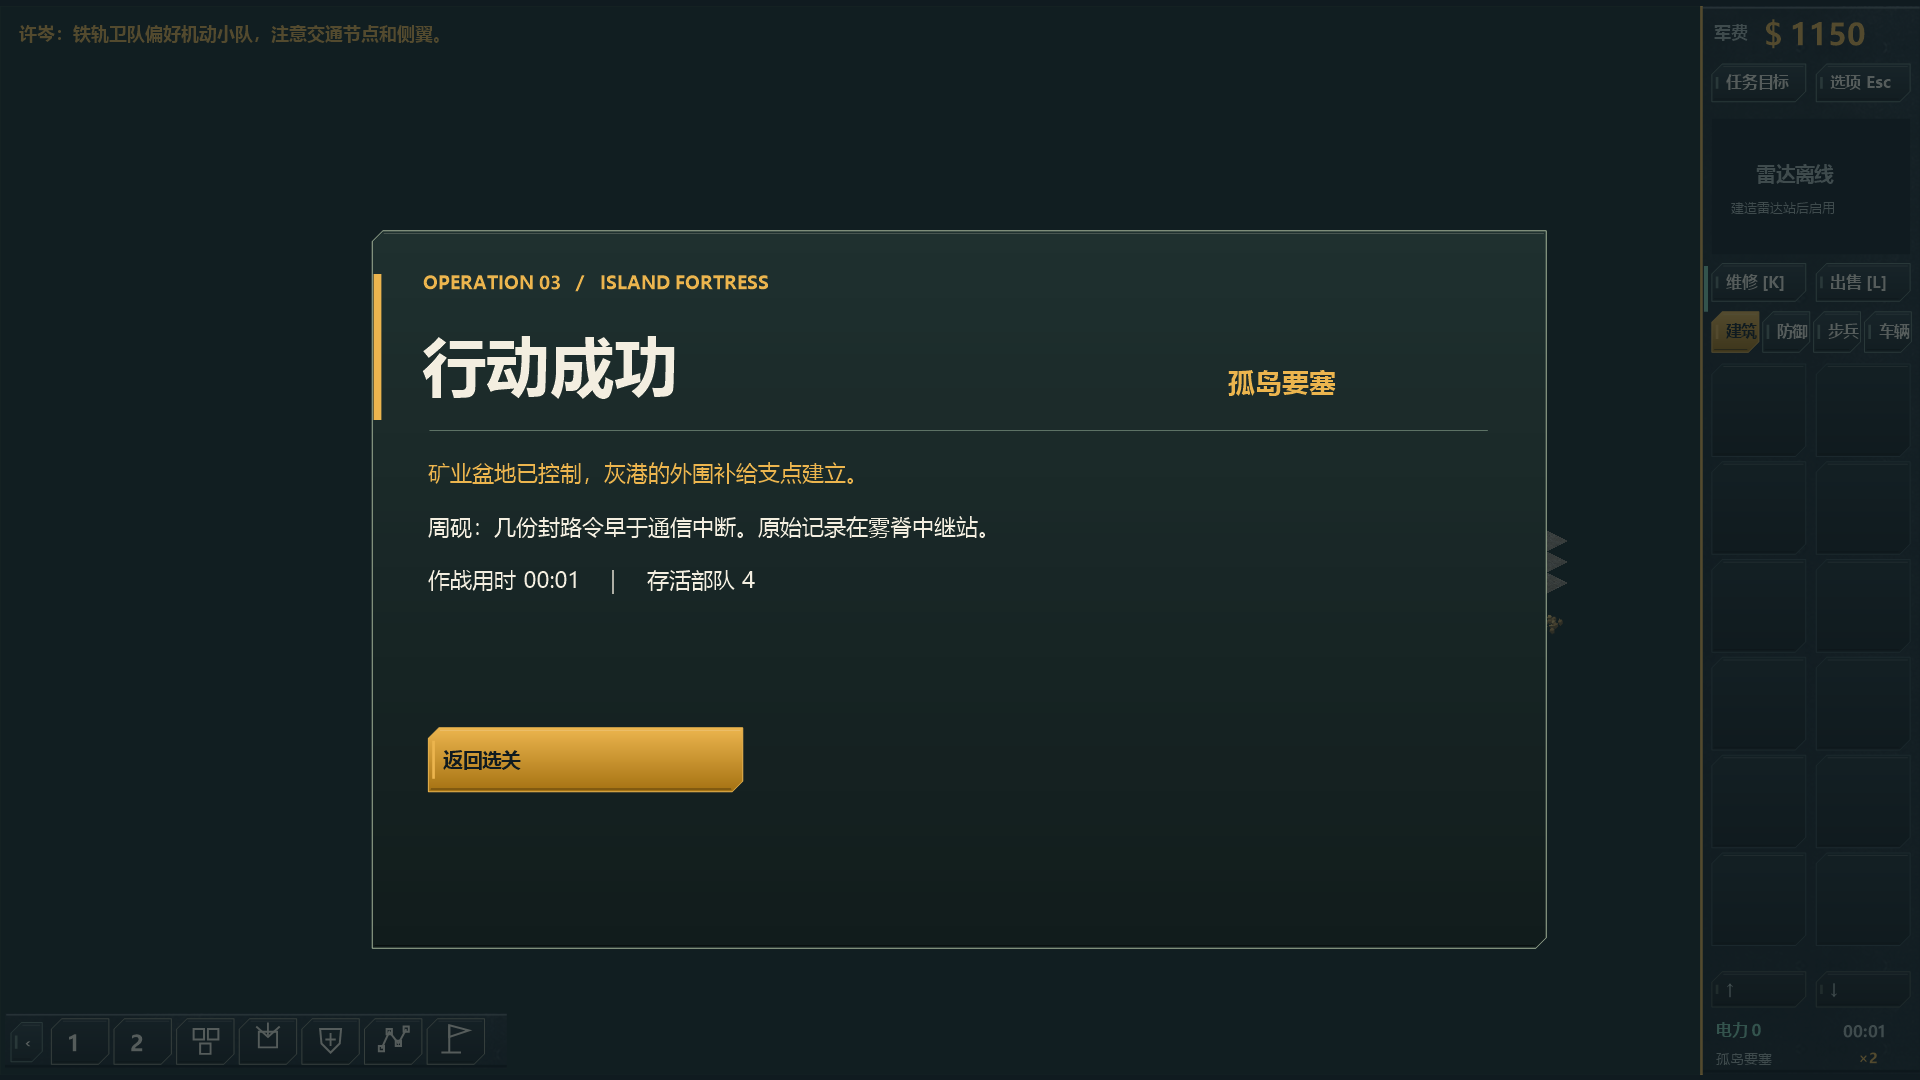 许岑：铁轨卫队偏好机动小队，注意交通节点和侧翼。
军费 $ 1150
任务目标 选项 Esc
雷达离线
建造雷达站后启用
维修 [K] 出售 [L]
建筑 防御 步兵 车辆
OPERATION 03 / ISLAND FORTRESS
行动成功
孤岛要塞
矿业盆地已控制，灰港的外围补给支点建立。
周砚：几份封路令早于通信中断。原始记录在雾脊中继站。
作战用时 00:01 | 存活部队 4
返回选关
↑ ↓
‹ 1 2
电力 0 00:01
孤岛要塞 ×2